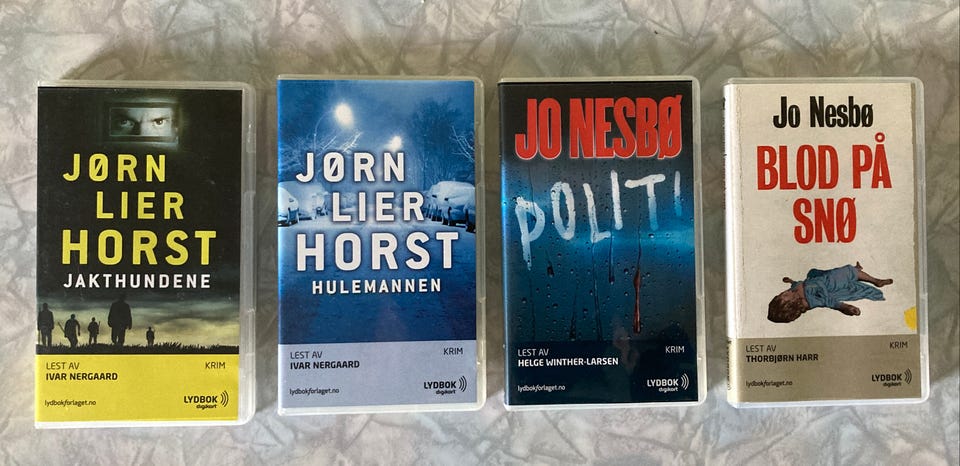 JØRN
LIER
HORST
JAKTHUNDENE
LEST AV
IVAR NERGAARD
KRIM
lydbokforlaget.no
LYDBOK
digikort
JØRN
LIER
HORST
HULEMANNEN
LEST AV
IVAR NERGAARD
KRIM
lydbokforlaget.no
LYDBOK
digikort
JO NESBØ
POLITI
LEST AV
HELGE WINTHER-LARSEN
KRIM
lydbokforlaget.no
LYDBOK
digikort
Jo Nesbø
BLOD PÅ
SNØ
LEST AV
THORBJØRN HARR
KRIM
lydbokforlaget.no
LYDBOK
digikort